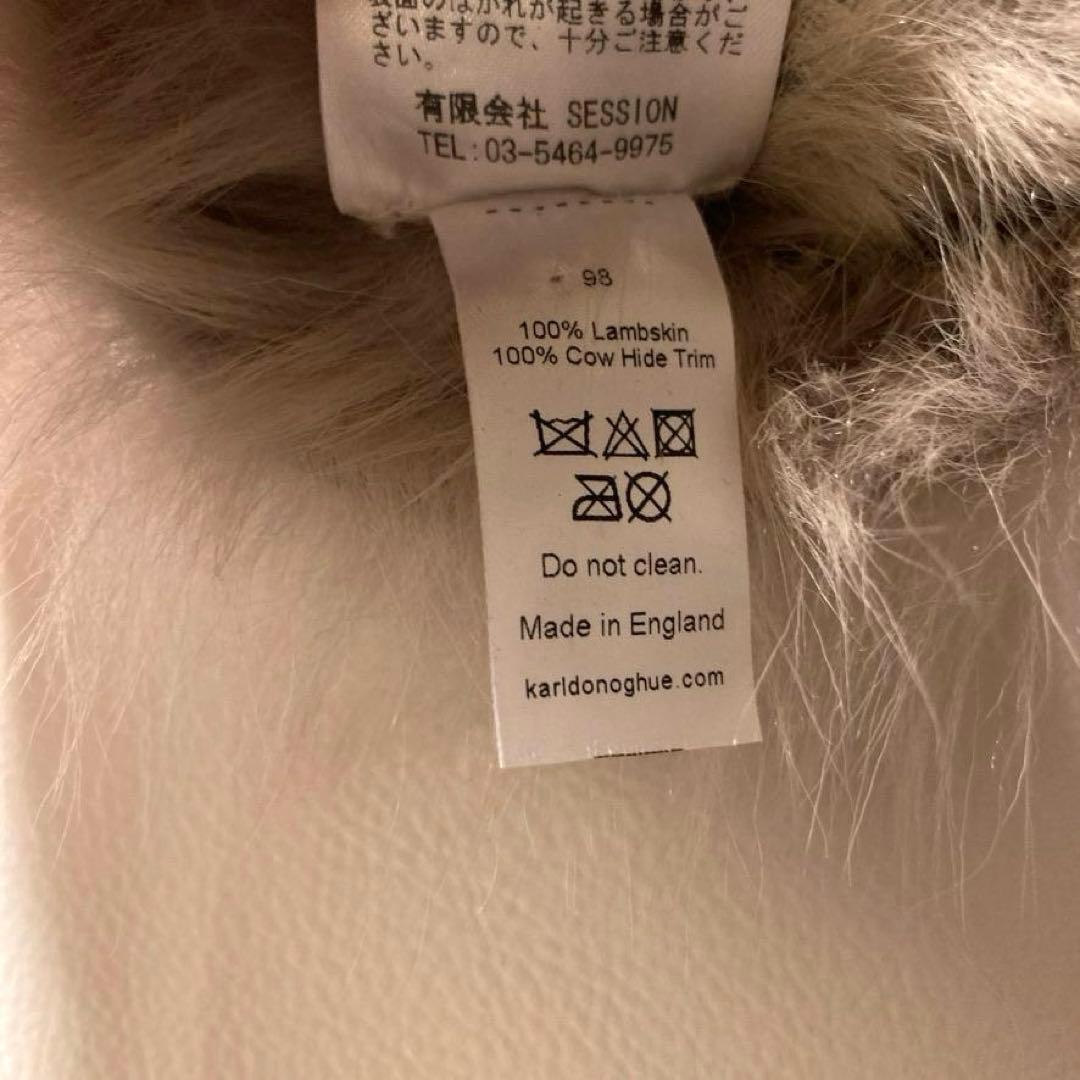 表面のはがれが起きる場合がご
ざいますので、十分ご注意くだ
さい。
有限会社 SESSION
TEL:03-5464-9975
98
100% Lambskin
100% Cow Hide Trim
Do not clean.
Made in England
karldonoghue.com